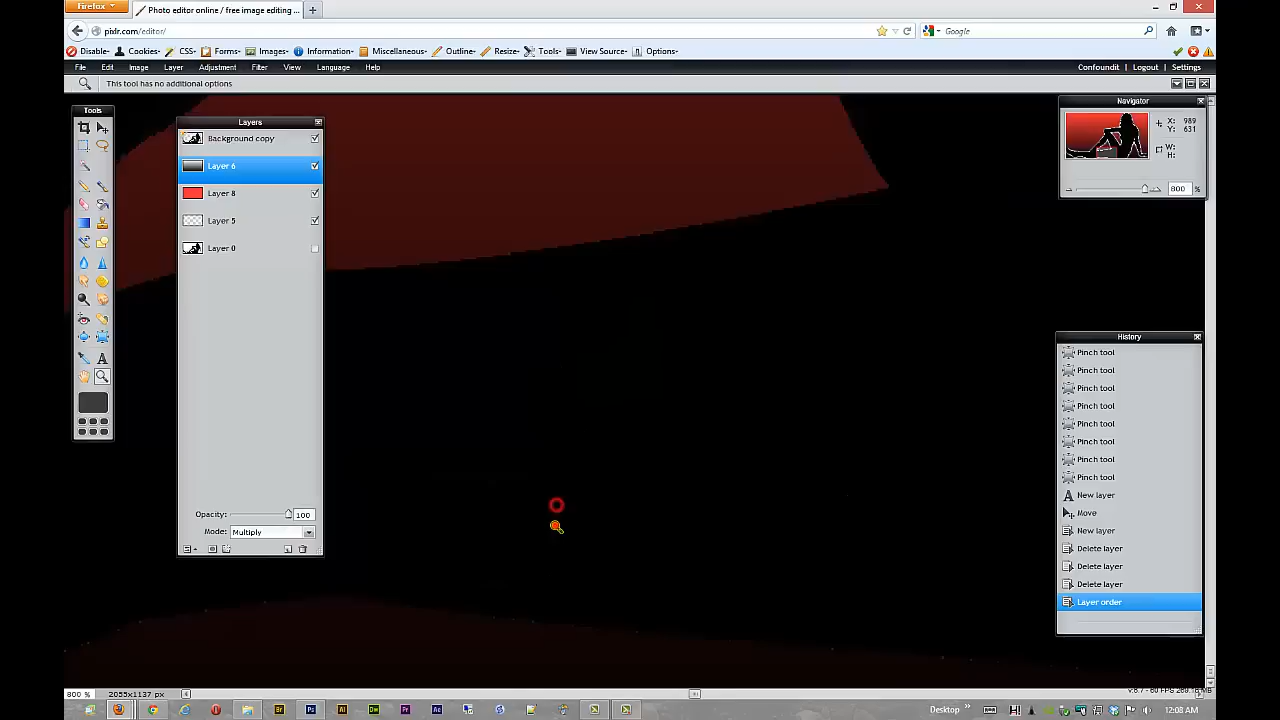 Firefox
Photo editor online / free image editing ...
pixlr.com/editor/
Google
Disable
Cookies
CSS
Forms
Images
Information
Miscellaneous
Outline
Resize
Tools
View Source
Options
File Edit Image Layer Adjustment Filter View Language Help
Confoundit Logout Settings
This tool has no additional options
Tools
Layers
Background copy
Layer 6
Layer 8
Layer 5
Layer 0
Opacity: 100
Mode: Multiply
Navigator
X: 989
Y: 631
W:
H:
800 %
History
Pinch tool
Pinch tool
Pinch tool
Pinch tool
Pinch tool
Pinch tool
Pinch tool
Pinch tool
New layer
Move
New layer
Delete layer
Delete layer
Delete layer
Layer order
800 % 2055x1137 px
Desktop
12:08 AM